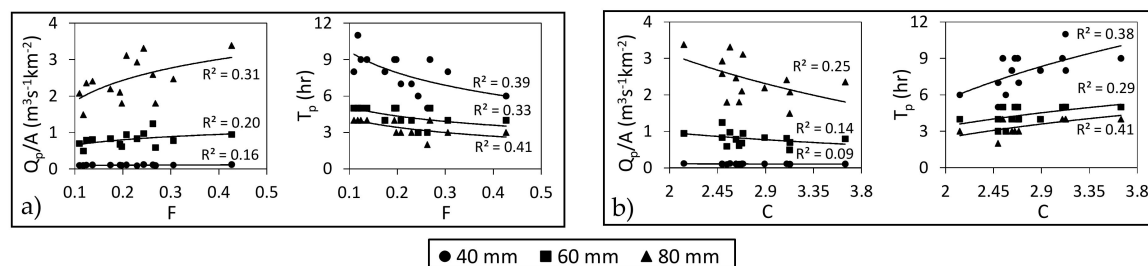 a)
Qp/A (m³s⁻¹km⁻²)
4
3
2
1
0
R² = 0.31
R² = 0.20
R² = 0.16
0.1 0.2 0.3 0.4 0.5
F
Tp (hr)
12
9
6
3
0
R² = 0.39
R² = 0.33
R² = 0.41
0.1 0.2 0.3 0.4 0.5
F
b)
Qp/A (m³s⁻¹km⁻²)
4
3
2
1
0
R² = 0.25
R² = 0.14
R² = 0.09
2 2.45 2.9 3.35 3.8
C
Tp (hr)
12
9
6
3
0
R² = 0.38
R² = 0.29
R² = 0.41
2 2.45 2.9 3.35 3.8
C
40 mm 60 mm 80 mm